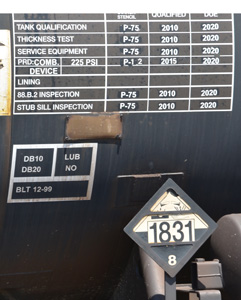 STENCIL QUALIFIED DUE
TANK QUALIFICATION P-75 2010 2020
THICKNESS TEST P-75 2010 2020
SERVICE EQUIPMENT P-75 2010 2020
PRD:COMB, 225 PSI P-1_2 2015 2020
DEVICE
LINING
88.B.2 INSPECTION P-75 2010 2020
STUB SILL INSPECTION P-75 2010 2020
DB10 LUB
DB20 NO
BLT 12-99
1831
8